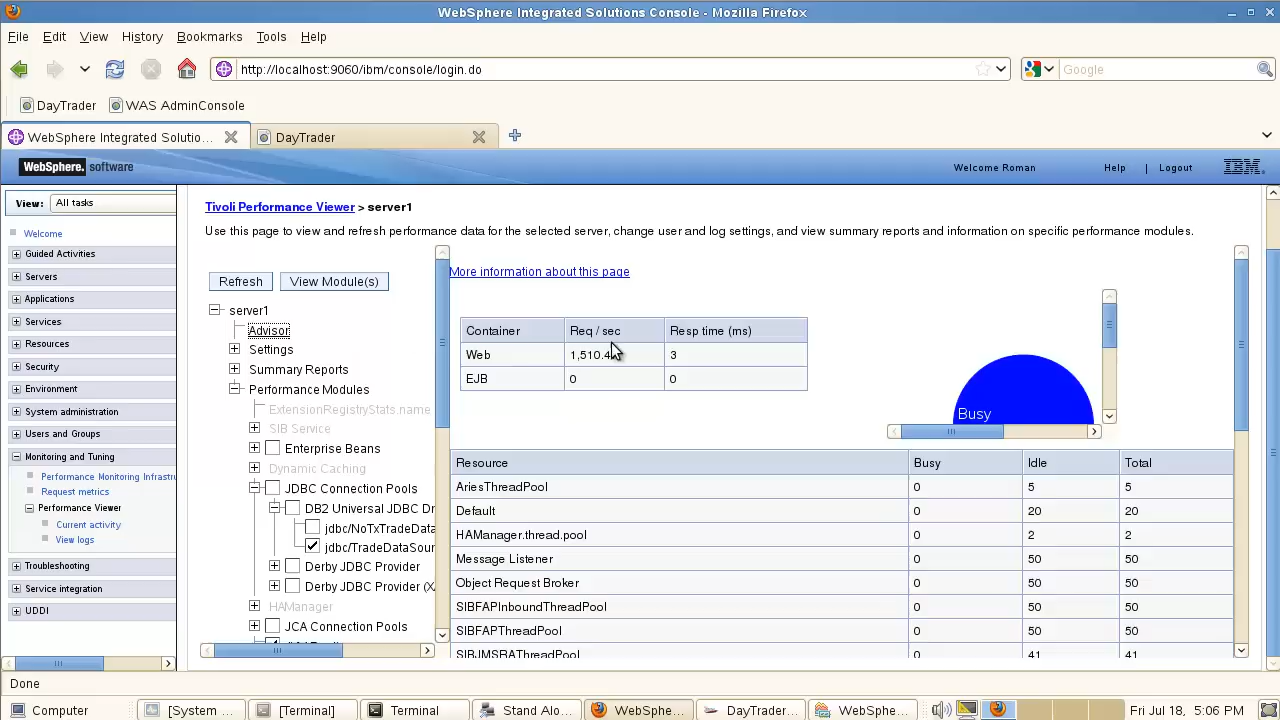 WebSphere Integrated Solutions Console - Mozilla Firefox
File Edit View History Bookmarks Tools Help
http://localhost:9060/ibm/console/login.do
Google
DayTrader WAS AdminConsole
WebSphere Integrated Solutio... DayTrader
WebSphere. software Welcome Roman Help | Logout IBM.
View: All tasks
Welcome
Guided Activities
Servers
Applications
Services
Resources
Security
Environment
System administration
Users and Groups
Monitoring and Tuning
Performance Monitoring Infrastru
Request metrics
Performance Viewer
Current activity
View logs
Troubleshooting
Service integration
UDDI
Tivoli Performance Viewer > server1
Use this page to view and refresh performance data for the selected server, change user and log settings, and view summary reports and information on specific performance modules.
Refresh View Module(s)
server1
Advisor
Settings
Summary Reports
Performance Modules
ExtensionRegistryStats.name
SIB Service
Enterprise Beans
Dynamic Caching
JDBC Connection Pools
DB2 Universal JDBC Dr
jdbc/NoTxTradeData
jdbc/TradeDataSour
Derby JDBC Provider
Derby JDBC Provider (X
HAManager
JCA Connection Pools
More information about this page
Container Req / sec Resp time (ms)
Web 1,510.4 3
EJB 0 0
Busy
Resource Busy Idle Total
AriesThreadPool 0 5 5
Default 0 20 20
HAManager.thread.pool 0 2 2
Message Listener 0 50 50
Object Request Broker 0 50 50
SIBFAPInboundThreadPool 0 50 50
SIBFAPThreadPool 0 50 50
SIBJMSRAThreadPool 0 41 41
Done
Computer [System ... [Terminal] Terminal Stand Alo... WebSphe... DayTrader... WebSphe... Fri Jul 18, 5:06 PM